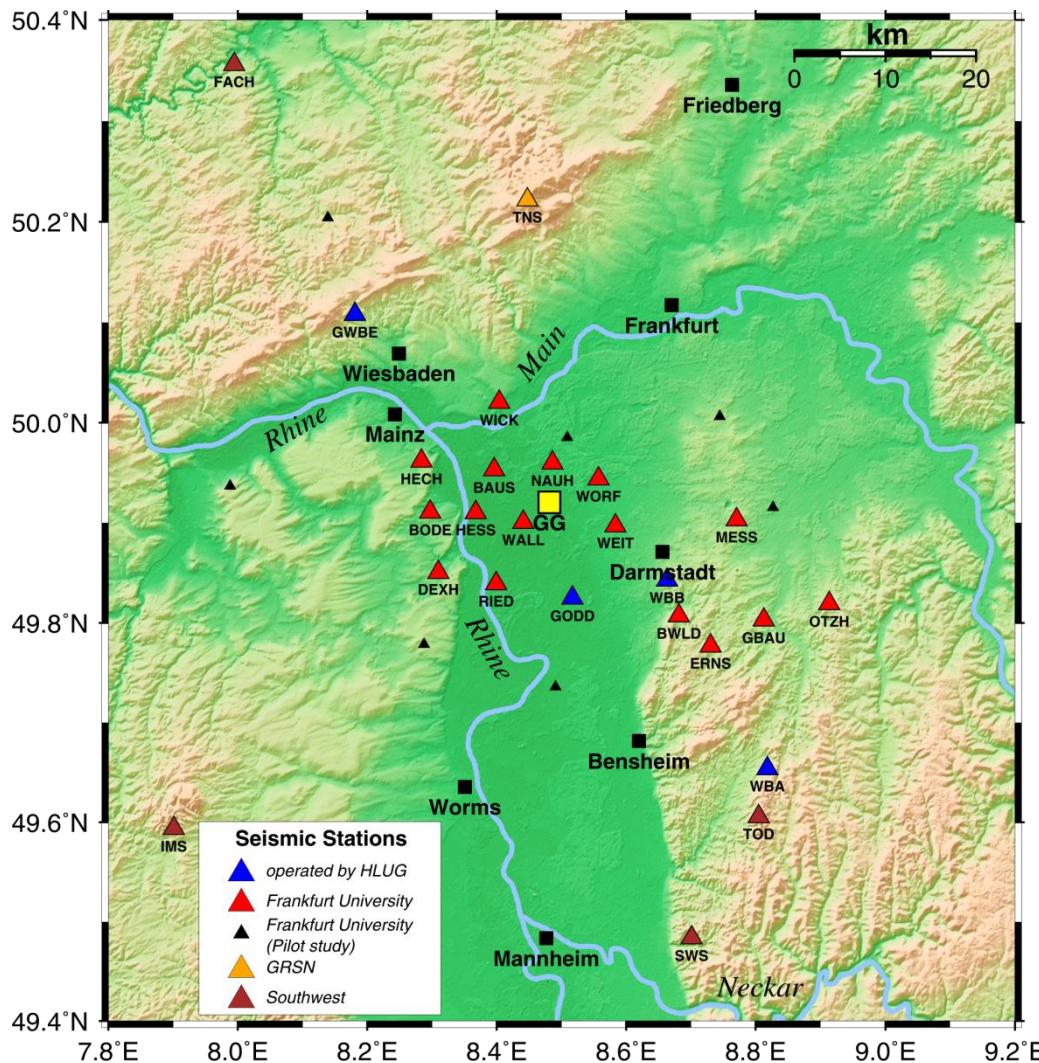 50.4°N
50.2°N
50.0°N
49.8°N
49.6°N
49.4°N
km
0 10 20
FACH
Friedberg
TNS
GWBE
Frankfurt
Wiesbaden
Main
Rhine
WICK
Mainz
HECH
BAUS
NAUH
WORF
BODE
HESS
WALL
GG
WEIT
MESS
Darmstadt
DEXH
RIED
GODD
WBB
BWLD
GBAU
OTZH
ERNS
Rhine
Bensheim
WBA
Worms
TOD
IMS
Seismic Stations
operated by HLUG
Frankfurt University
Frankfurt University
(Pilot study)
GRSN
Southwest
Mannheim
SWS
Neckar
7.8°E 8.0°E 8.2°E 8.4°E 8.6°E 8.8°E 9.0°E 9.2°E